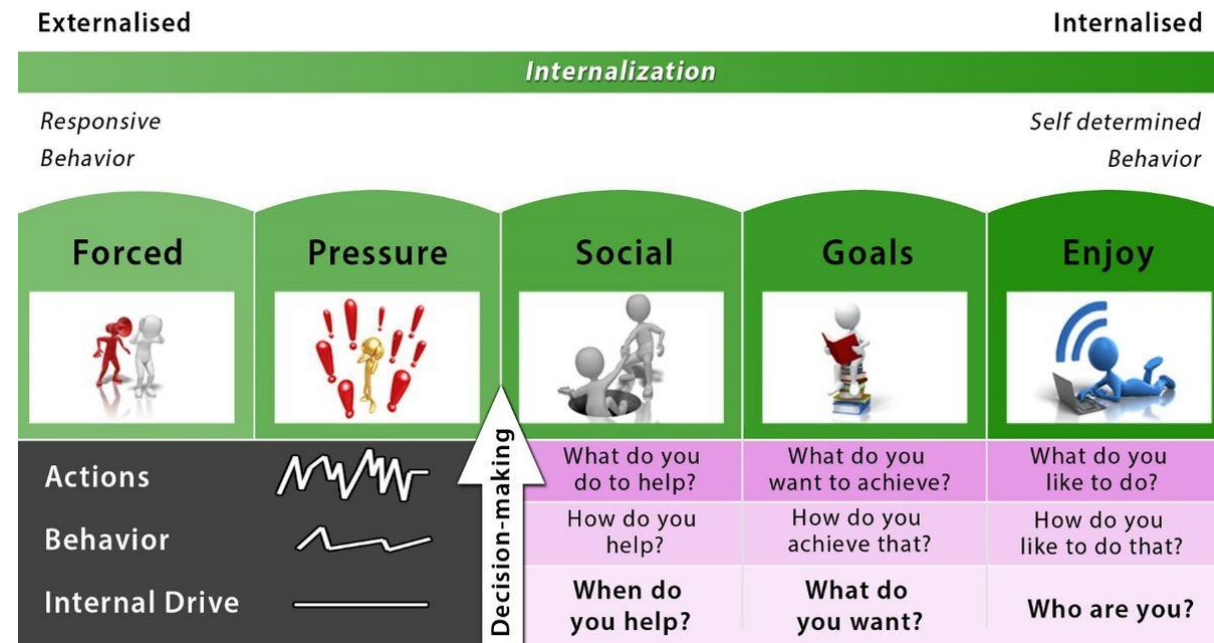 Externalised
Internalised
Internalization
Responsive
Behavior
Self determined
Behavior
Forced
Pressure
Social
Goals
Enjoy
Actions
Behavior
Internal Drive
Decision-making
What do you
do to help?
What do you
want to achieve?
What do you
like to do?
How do you
help?
How do you
achieve that?
How do you
like to do that?
When do
you help?
What do
you want?
Who are you?